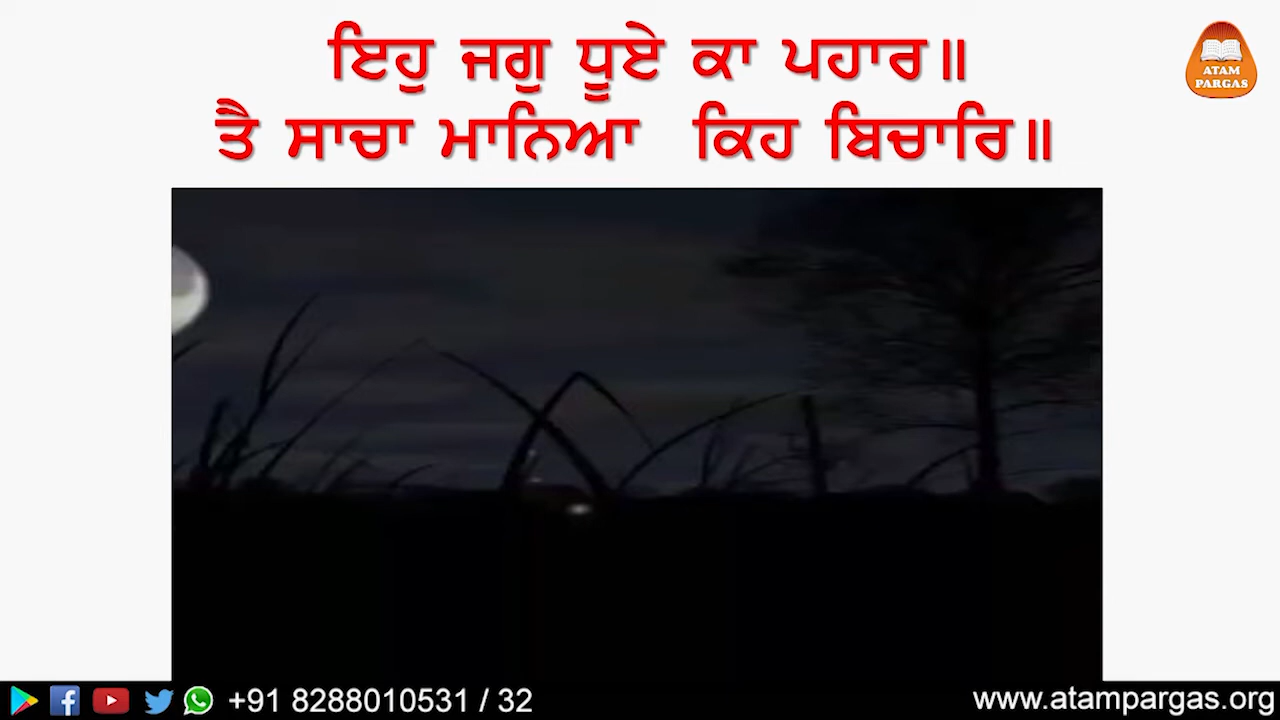 ਇਹੁ ਜਗੁ ਧੂਏ ਕਾ ਪਹਾਰ॥
ਤੈ ਸਾਚਾ ਮਾਨਿਆ ਕਿਹ ਬਿਚਾਰਿ॥
ATAM
PARGAS
+91 8288010531 / 32
www.atampargas.org